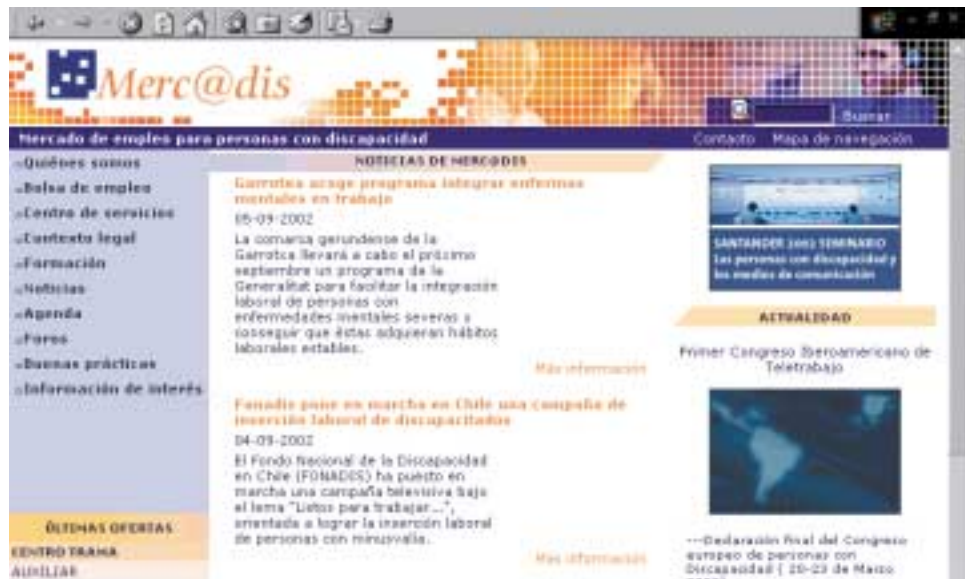 Merc@dis
Buscar
Mercado de empleo para personas con discapacidad
Contacto Mapa de navegación
Quiénes somos
Bolsa de empleo
Centro de servicios
Contexto legal
Formación
Noticias
Agenda
Foros
Buenas prácticas
Información de interés
ÚLTIMAS OFERTAS
CENTRO TRAMA
AUXILIAR
NOTICIAS DE MERC@DIS
Garrotxa acoge programa integrar enfermos
mentales en trabajo
05-09-2002
La comarca gerundense de la
Garrotxa llevará a cabo el próximo
septiembre un programa de la
Generalitat para facilitar la integración
laboral de personas con
enfermedades mentales severas y
conseguir que éstas adquieran hábitos
laborales estables.
Más información
Fonadis pone en marcha en Chile una campaña de
inserción laboral de discapacitados
04-09-2002
El Fondo Nacional de la Discapacidad
en Chile (FONADIS) ha puesto en
marcha una campaña televisiva bajo
el lema "Listos para trabajar...",
orientada a lograr la inserción laboral
de personas con minusvalía.
Más información
SANTANDER 2002 SEMINARIO
Las personas con discapacidad y
los medios de comunicación
ACTUALIDAD
Primer Congreso Iberoamericano de
Teletrabajo
---Declaración Final del Congreso
europeo de personas con
Discapacidad ( 20-23 de Marzo